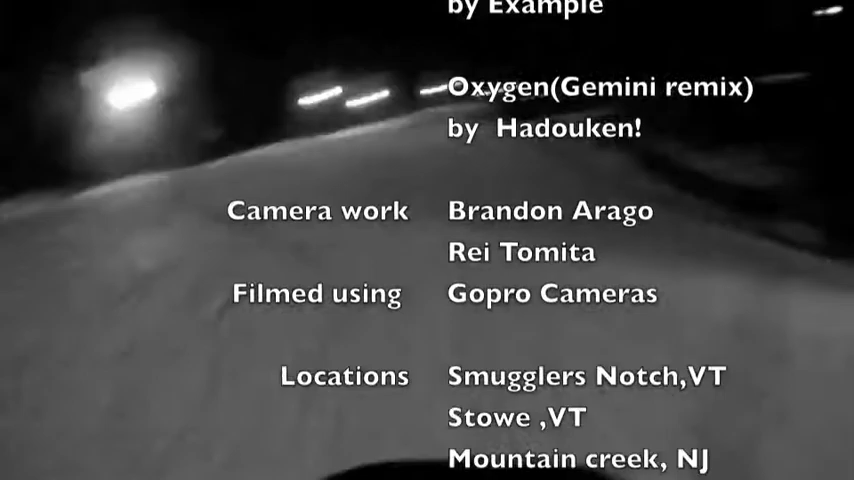 by Example
Oxygen(Gemini remix)
by Hadouken!
Camera work Brandon Arago
Rei Tomita
Filmed using Gopro Cameras
Locations Smugglers Notch,VT
Stowe ,VT
Mountain creek, NJ